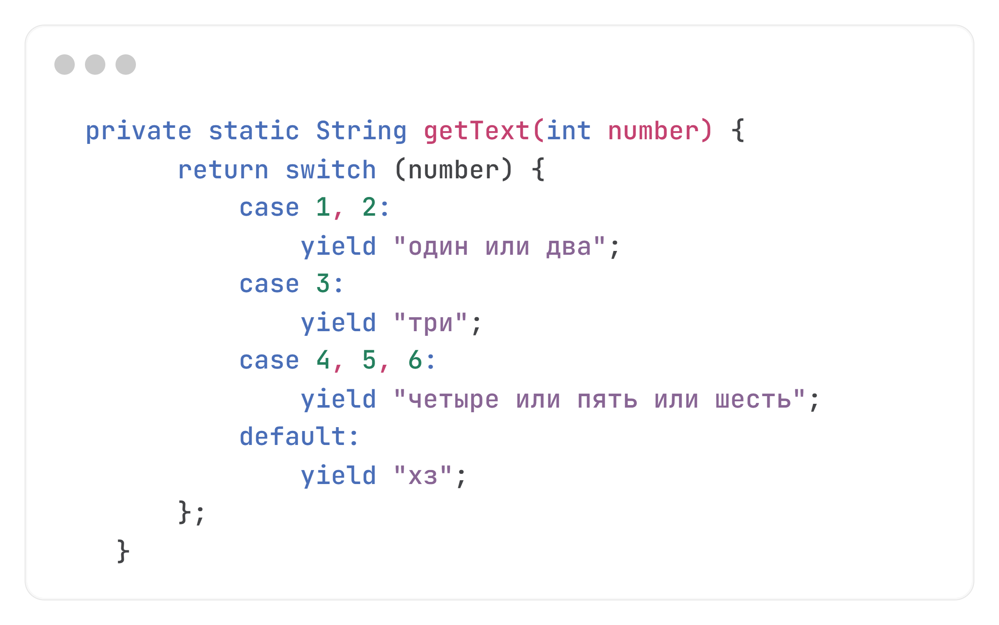 private static String getText(int number) {
return switch (number) {
case 1, 2:
yield "один или два";
case 3:
yield "три";
case 4, 5, 6:
yield "четыре или пять или шесть";
default:
yield "хз";
};
}